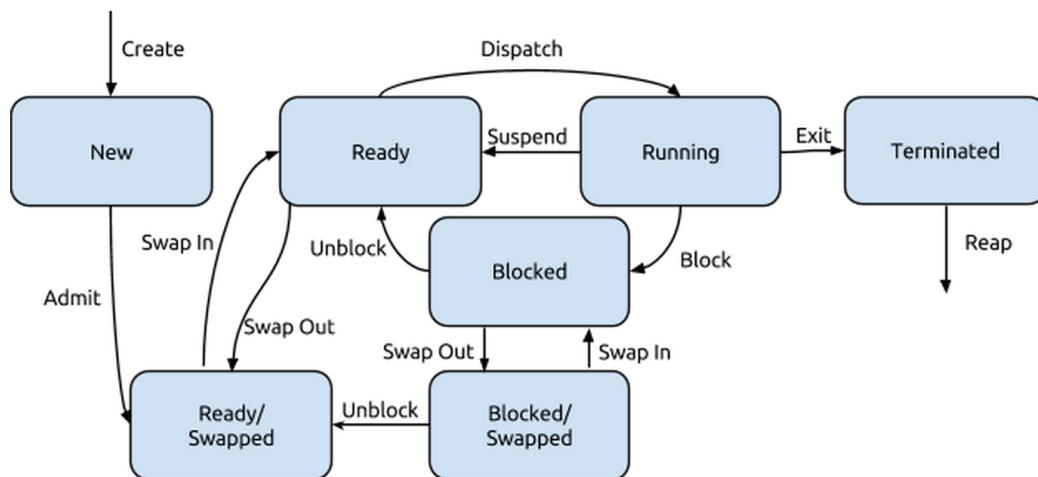 Create
Dispatch
New
Ready
Suspend
Running
Exit
Terminated
Swap In
Unblock
Blocked
Block
Reap
Admit
Swap Out
Swap Out
Swap In
Ready/
Swapped
Unblock
Blocked/
Swapped